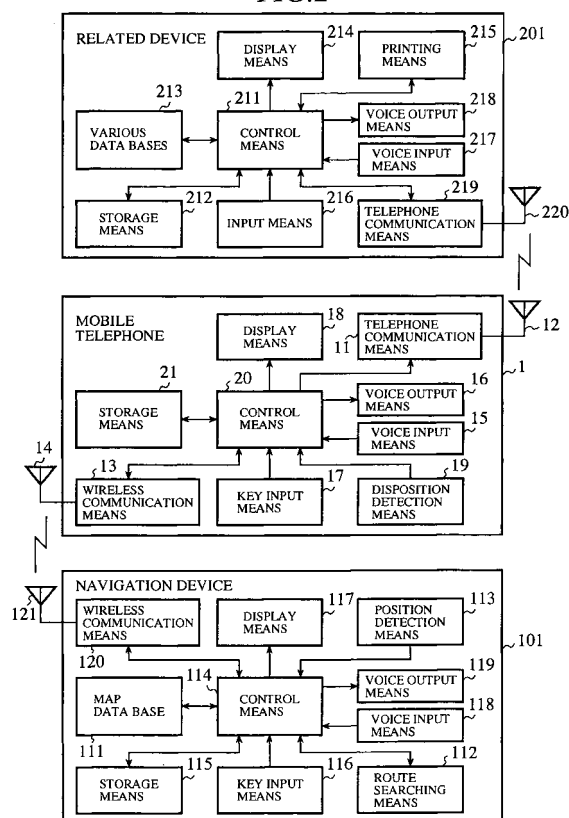 FIG.2
RELATED DEVICE
214
DISPLAY
MEANS
215
PRINTING
MEANS
201
213
VARIOUS
DATA BASES
211
CONTROL
MEANS
218
VOICE OUTPUT
MEANS
217
VOICE INPUT
MEANS
212
STORAGE
MEANS
216
INPUT MEANS
219
TELEPHONE
COMMUNICATION
MEANS
220
MOBILE
TELEPHONE
18
DISPLAY
MEANS
11
TELEPHONE
COMMUNICATION
MEANS
12
1
21
STORAGE
MEANS
20
CONTROL
MEANS
16
VOICE OUTPUT
MEANS
15
VOICE INPUT
MEANS
14
13
WIRELESS
COMMUNICATION
MEANS
17
KEY INPUT
MEANS
19
DISPOSITION
DETECTION
MEANS
NAVIGATION DEVICE
121
WIRELESS
COMMUNICATION
MEANS
120
117
DISPLAY
MEANS
113
POSITION
DETECTION
MEANS
101
MAP
DATA BASE
111
114
CONTROL
MEANS
119
VOICE OUTPUT
MEANS
118
VOICE INPUT
MEANS
115
STORAGE
MEANS
116
KEY INPUT
MEANS
112
ROUTE
SEARCHING
MEANS